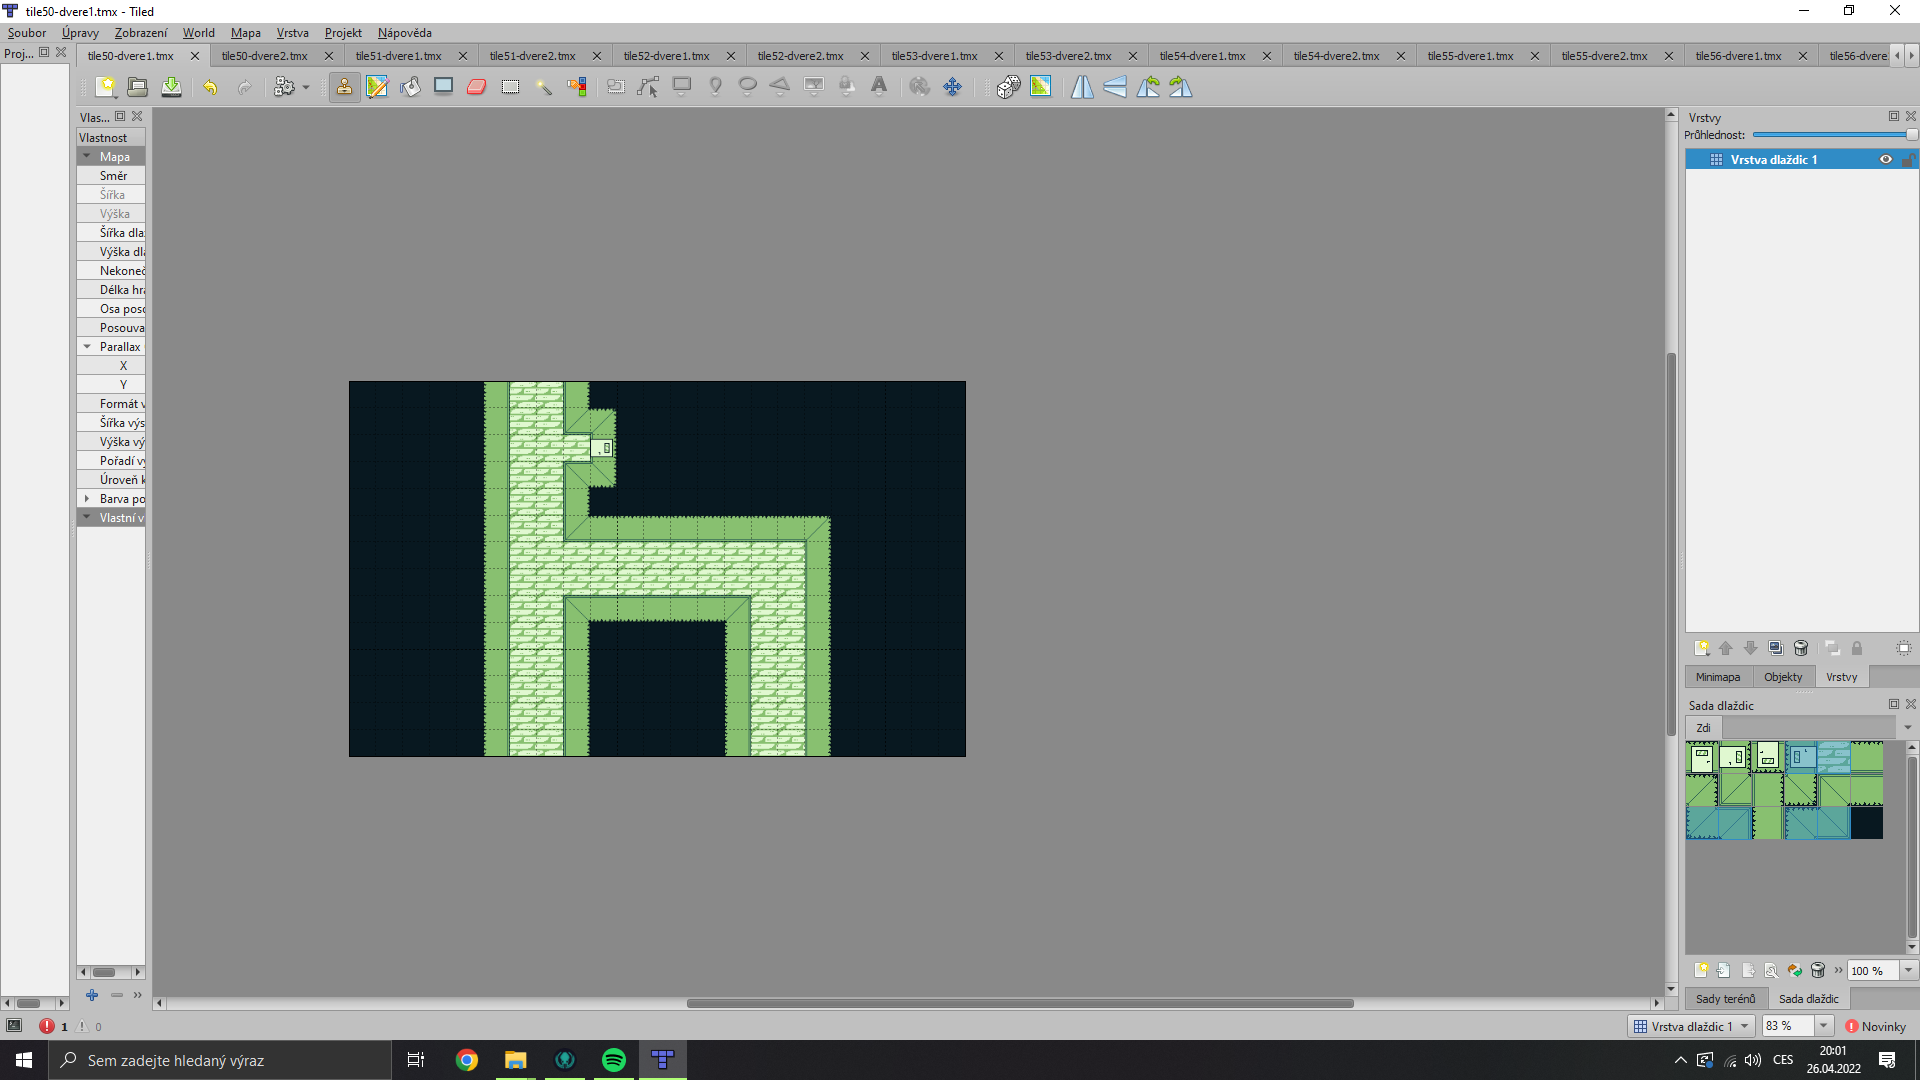 tile50-dvere1.tmx - Tiled
Soubor Úpravy Zobrazení World Mapa Vrstva Projekt Nápověda
Proj... tile50-dvere1.tmx tile50-dvere2.tmx tile51-dvere1.tmx tile51-dvere2.tmx tile52-dvere1.tmx tile52-dvere2.tmx tile53-dvere1.tmx tile53-dvere2.tmx tile54-dvere1.tmx tile54-dvere2.tmx tile55-dvere1.tmx tile55-dvere2.tmx tile56-dvere1.tmx tile56-dvere
Vlas...
Vlastnost
Mapa
Směr
Šířka
Výška
Šířka dla
Výška dl
Nekoneč
Délka hr
Osa poso
Posouva
Parallax
X
Y
Formát v
Šířka výs
Výška vý
Pořadí v
Úroveň k
Barva po
Vlastní v
Vrstvy
Průhlednost:
Vrstva dlaždic 1
Minimapa Objekty Vrstvy
Sada dlaždic
Zdi
100 %
Sady terénů Sada dlaždic
1 0
Vrstva dlaždic 1 83 % Novinky
Sem zadejte hledaný výraz
CES
20:01
26.04.2022